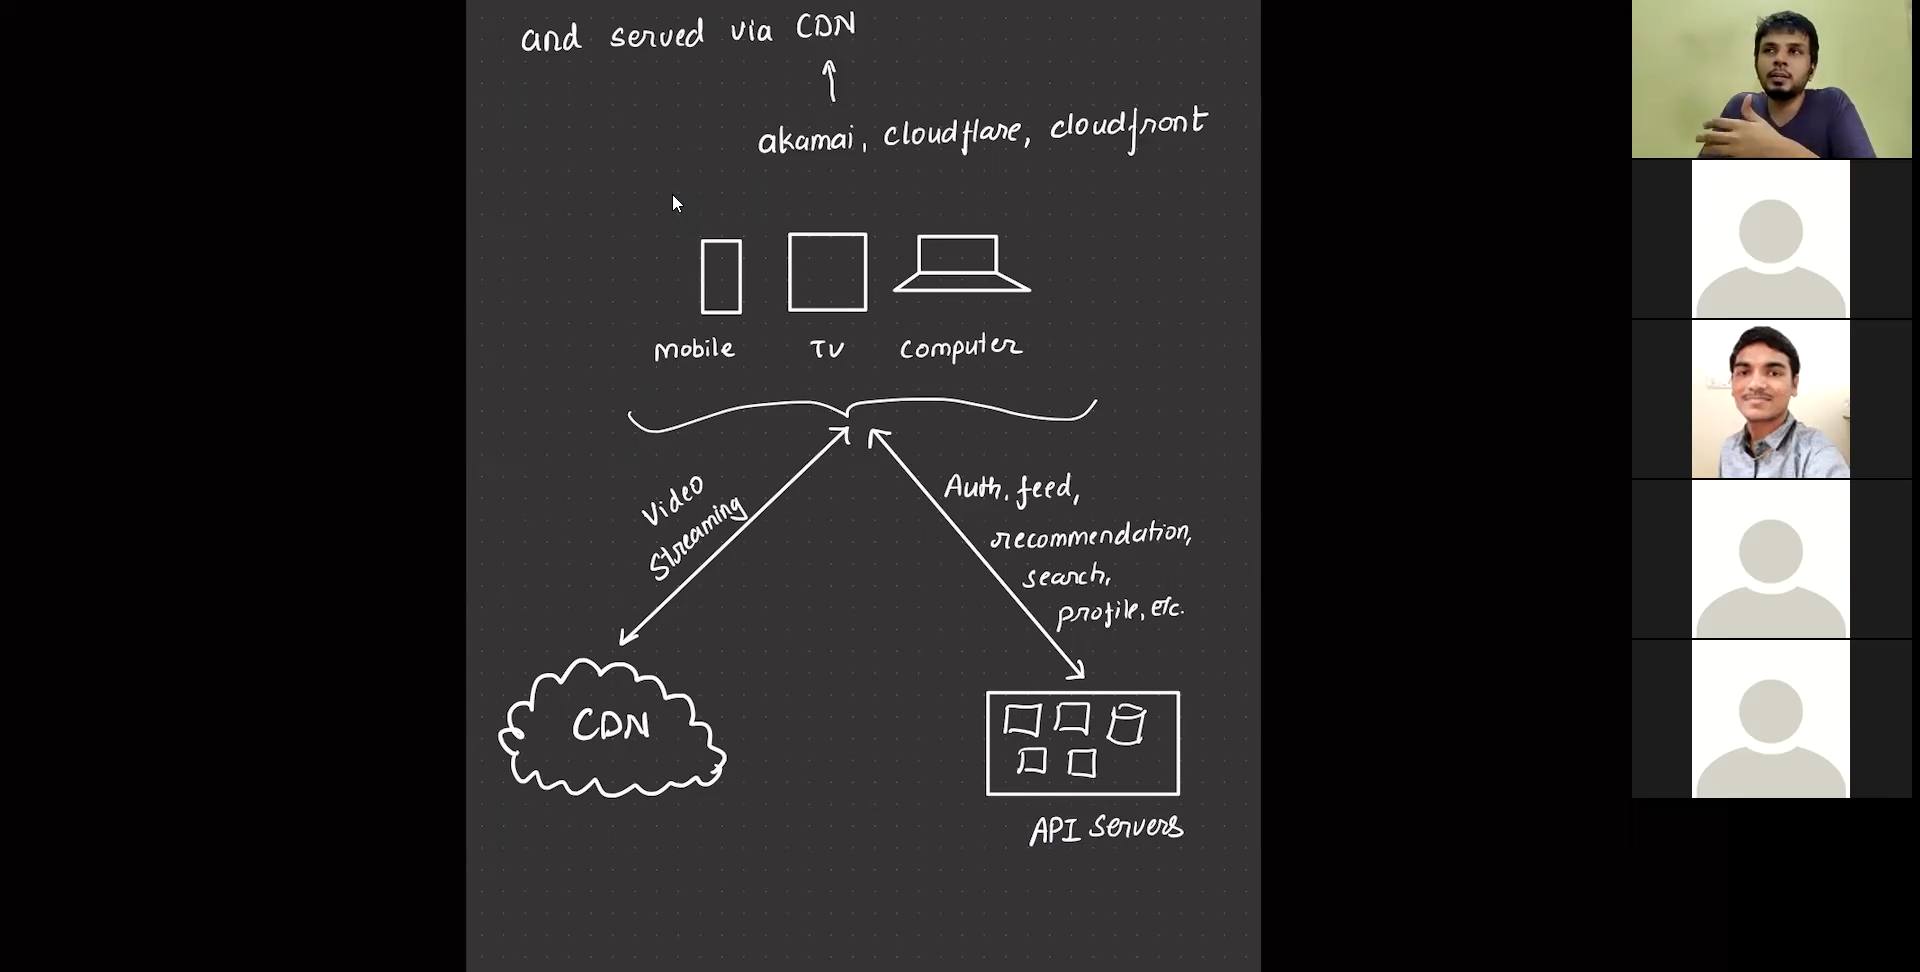 and served via CDN
akamai, cloudflare, cloudfront
Mobile
TV
Computer
Video
Streaming
Auth, feed,
recommendation,
search,
profile, etc.
CDN
API Servers